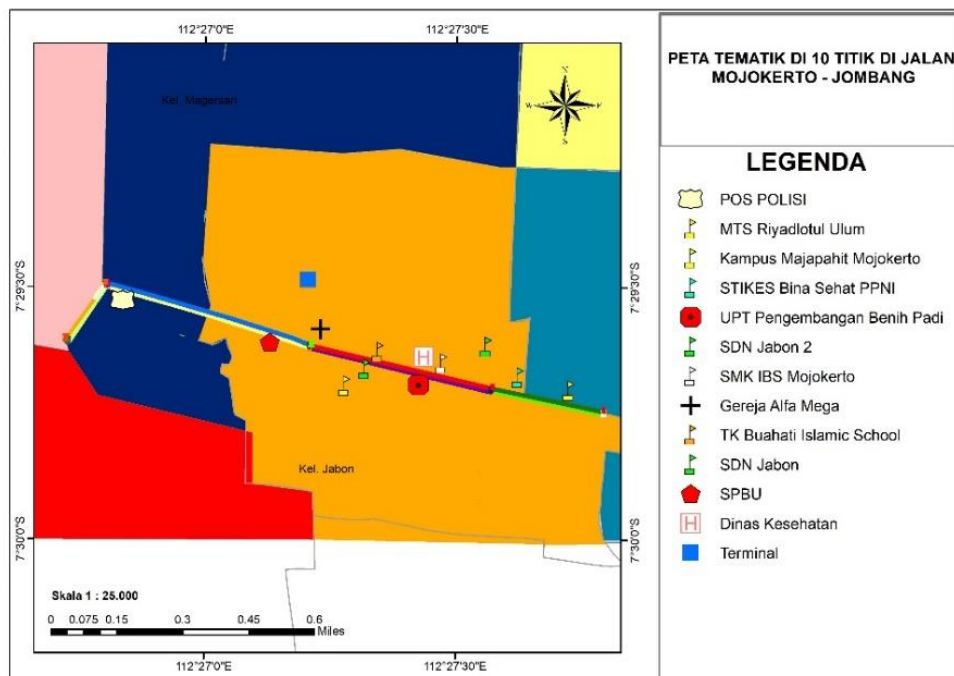 112°27'0"E
112°27'30"E
Kel. Magersari
7°29'30"S
7°29'30"S
Kel. Jabon
7°30'0"S
7°30'0"S
Skala 1 : 25.000
0 0.075 0.15 0.3 0.45 0.6
Miles
112°27'0"E
112°27'30"E
N
W
E
S
H
PETA TEMATIK DI 10 TITIK DI JALAN
MOJOKERTO - JOMBANG
LEGENDA
POS POLISI
MTS Riyadlotul Ulum
Kampus Majapahit Mojokerto
STIKES Bina Sehat PPNI
UPT Pengembangan Benih Padi
SDN Jabon 2
SMK IBS Mojokerto
Gereja Alfa Mega
TK Buahati Islamic School
SDN Jabon
SPBU
H Dinas Kesehatan
Terminal